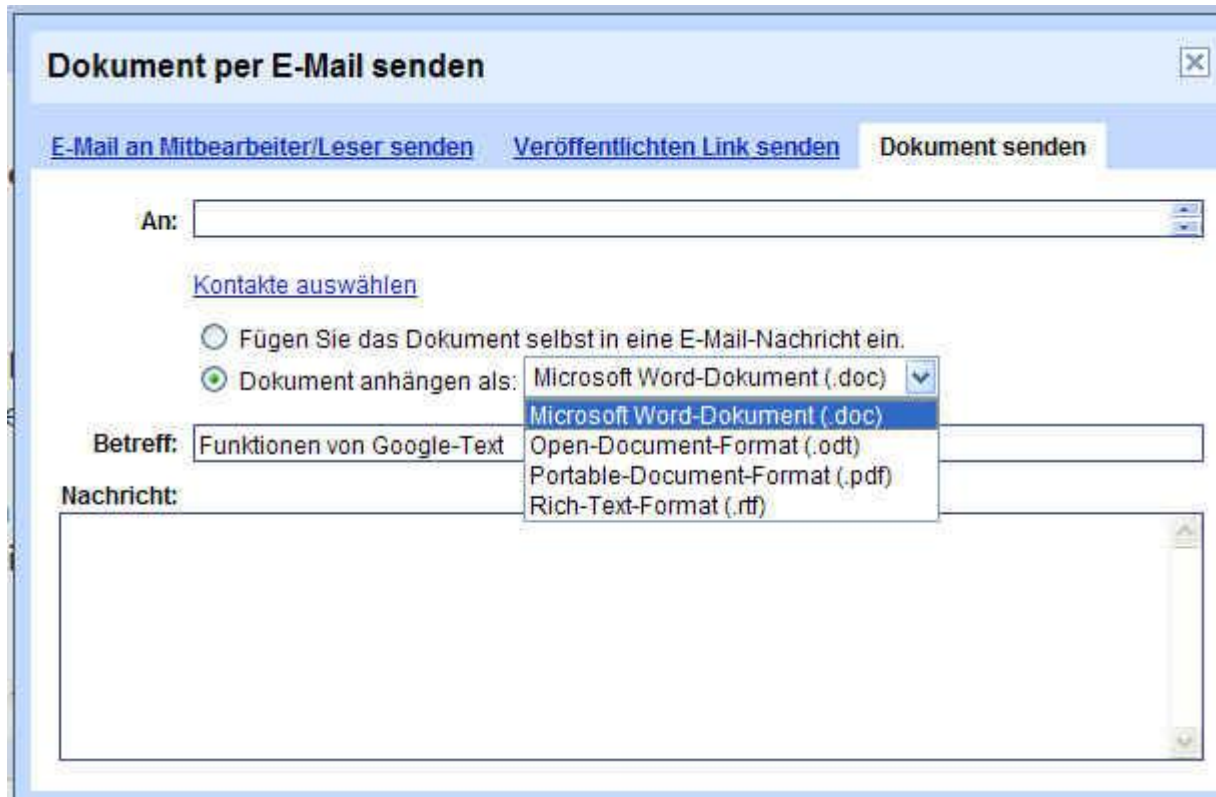 Dokument per E-Mail senden
E-Mail an Mitbearbeiter/Leser senden Veröffentlichten Link senden Dokument senden
An:
Kontakte auswählen
Fügen Sie das Dokument selbst in eine E-Mail-Nachricht ein.
Dokument anhängen als: Microsoft Word-Dokument (.doc)
Microsoft Word-Dokument (.doc)
Betreff: Funktionen von Google-Text Open-Document-Format (.odt)
Portable-Document-Format (.pdf)
Nachricht:
Rich-Text-Format (.rtf)